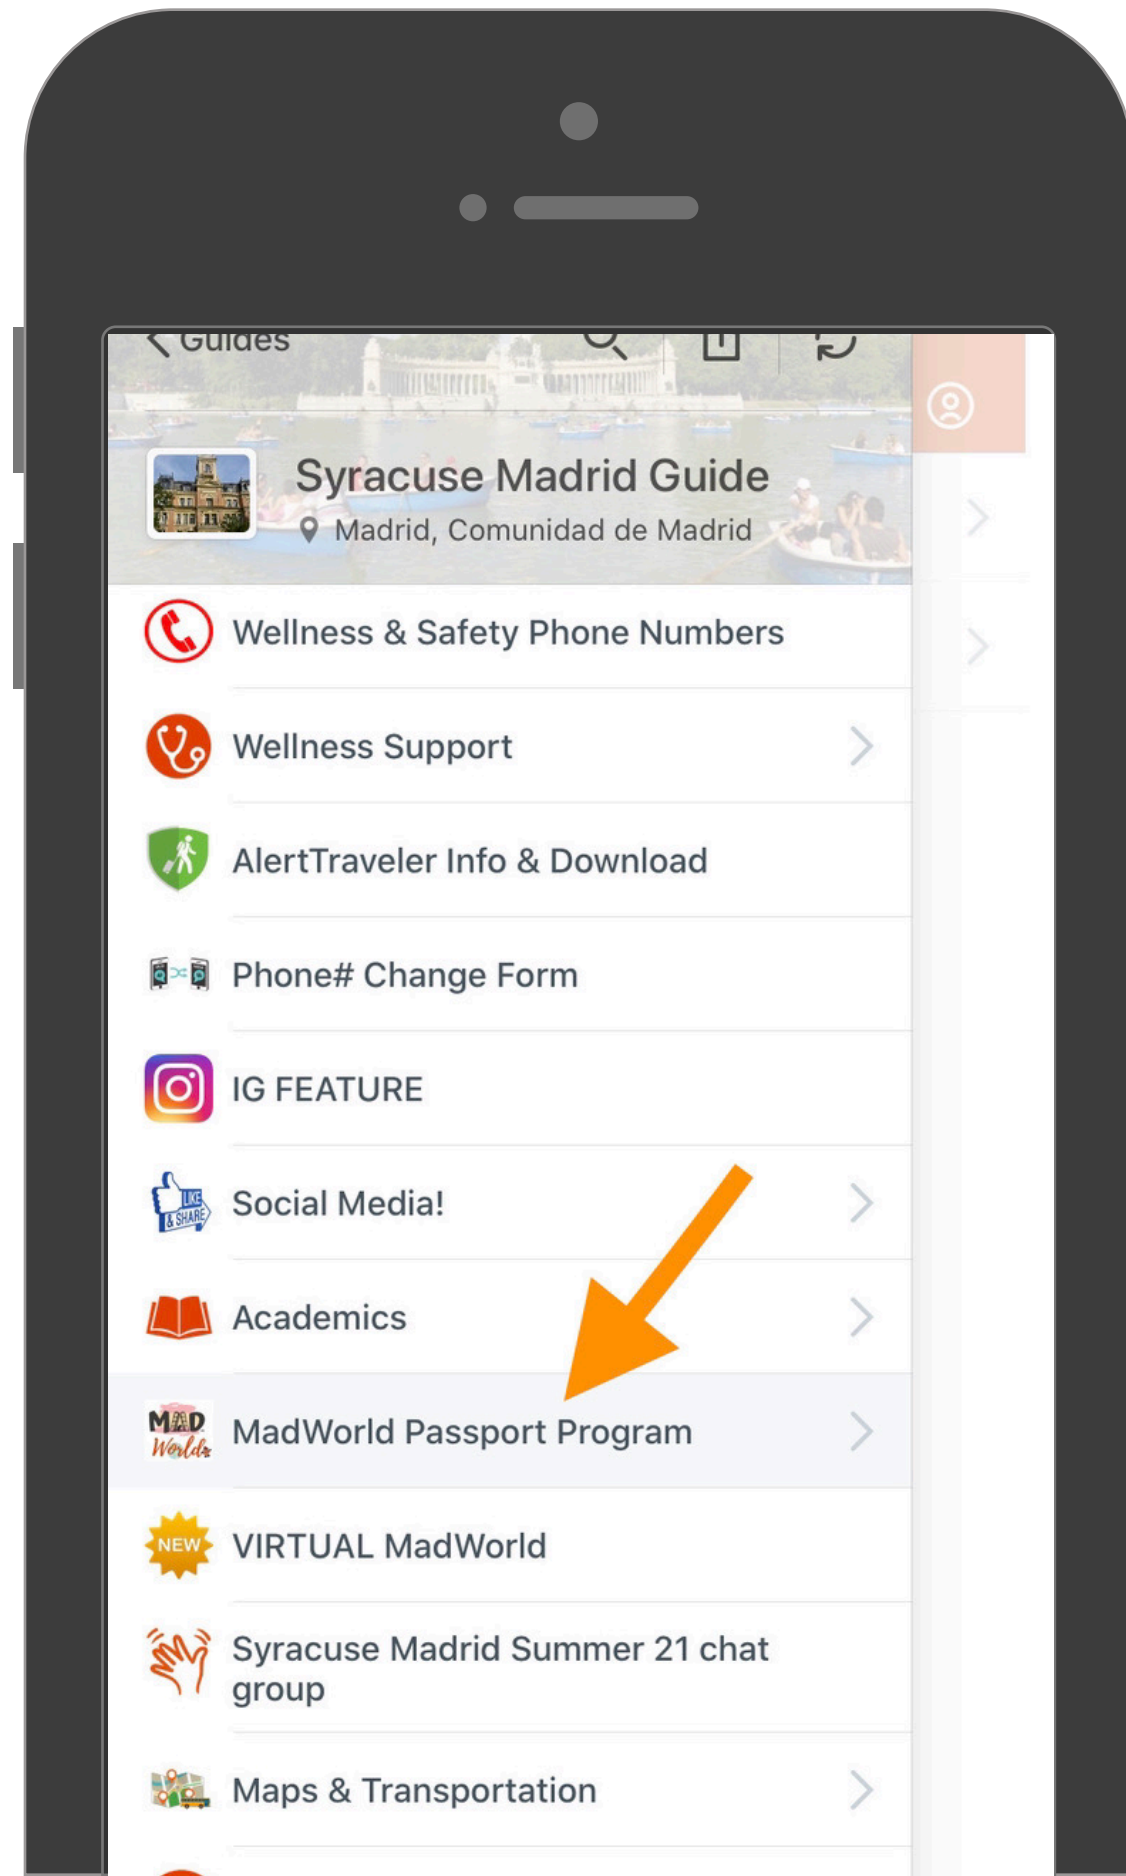 Guides
Syracuse Madrid Guide
Madrid, Comunidad de Madrid
Wellness & Safety Phone Numbers
Wellness Support
AlertTraveler Info & Download
Phone# Change Form
IG FEATURE
LIKE
& SHARE
Social Media!
Academics
MAD
World
MadWorld Passport Program
NEW
VIRTUAL MadWorld
Syracuse Madrid Summer 21 chat
group
Maps & Transportation